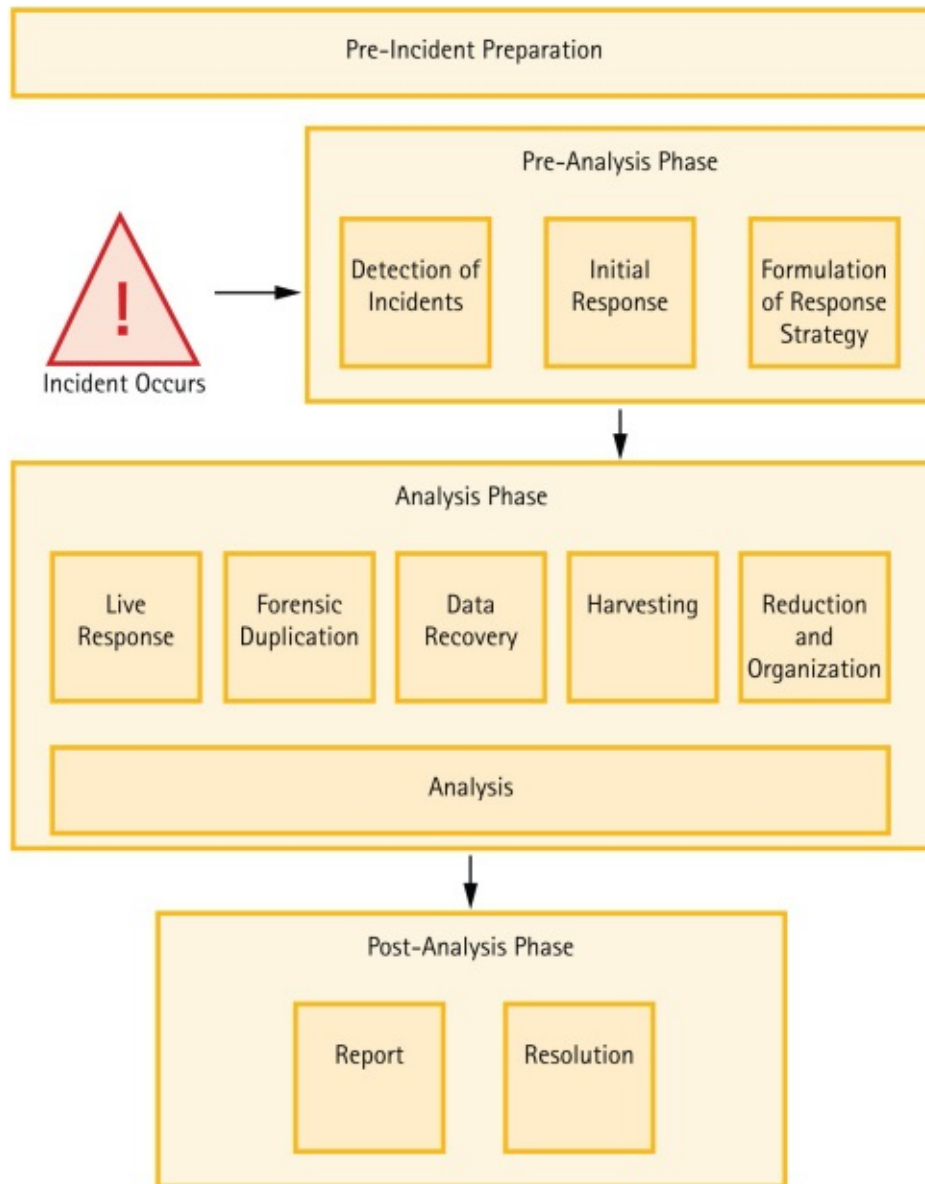 Pre-Incident Preparation
Pre-Analysis Phase
Detection of
Incidents
Initial
Response
Formulation
of Response
Strategy
!
Incident Occurs
Analysis Phase
Live
Response
Forensic
Duplication
Data
Recovery
Harvesting
Reduction
and
Organization
Analysis
Post-Analysis Phase
Report
Resolution